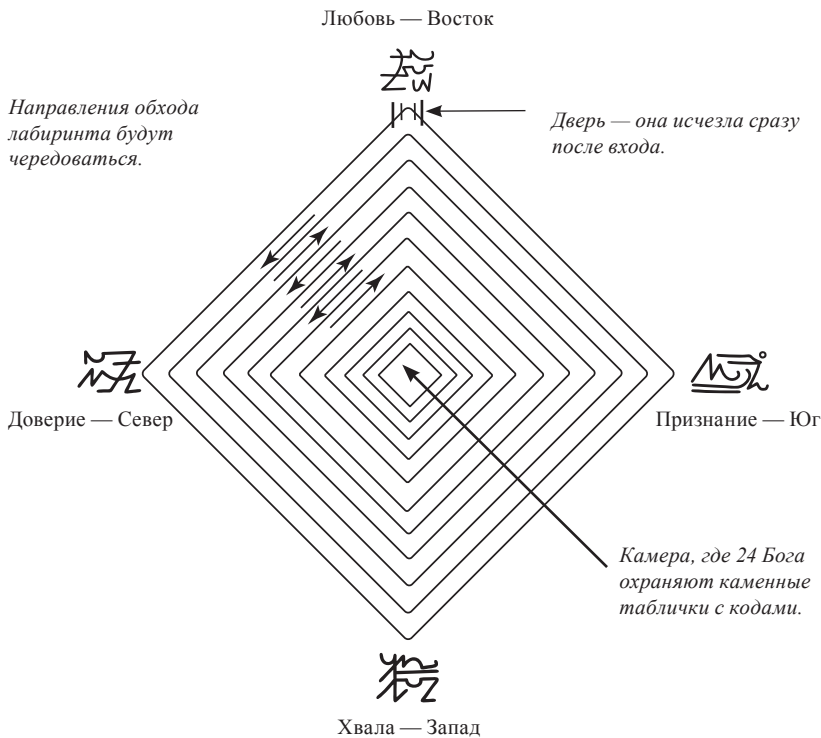 Любовь — Восток
Направления обхода
лабиринта будут
чередоваться.
Дверь — она исчезла сразу
после входа.
Доверие — Север
Признание — Юг
Камера, где 24 Бога
охраняют каменные
таблички с кодами.
Хвала — Запад